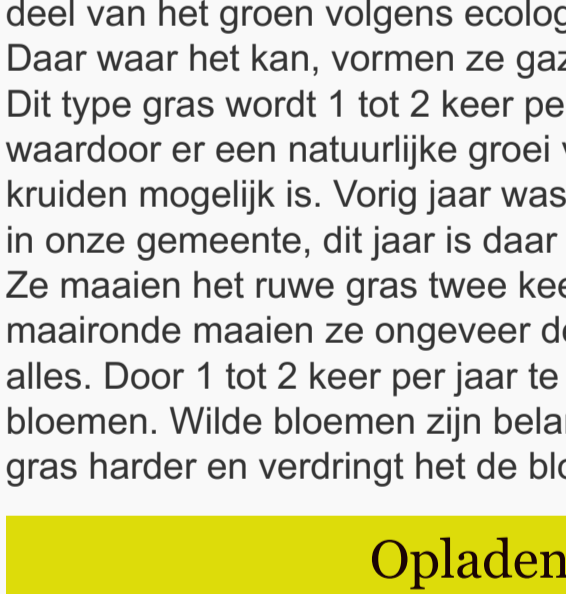 deel van het groen volgens ecolog
Daar waar het kan, vormen ze gaz
Dit type gras wordt 1 tot 2 keer pe
waardoor er een natuurlijke groei v
kruiden mogelijk is. Vorig jaar was
in onze gemeente, dit jaar is daar
Ze maaien het ruwe gras twee kee
maaironde maaien ze ongeveer de
alles. Door 1 tot 2 keer per jaar te
bloemen. Wilde bloemen zijn belan
gras harder en verdringt het de blo
Opladen